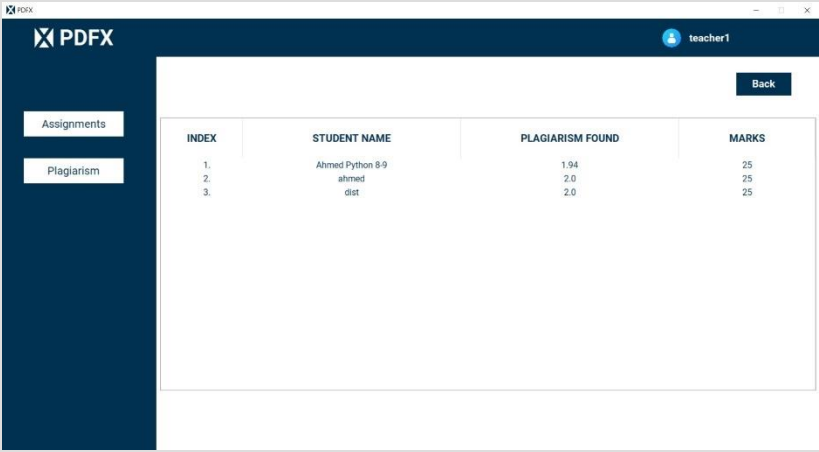 PDFX
PDFX
teacher1
Back
Assignments
Plagiarism
INDEX STUDENT NAME PLAGIARISM FOUND MARKS
1. Ahmed Python 8-9 1.94 25
2. ahmed 2.0 25
3. dist 2.0 25